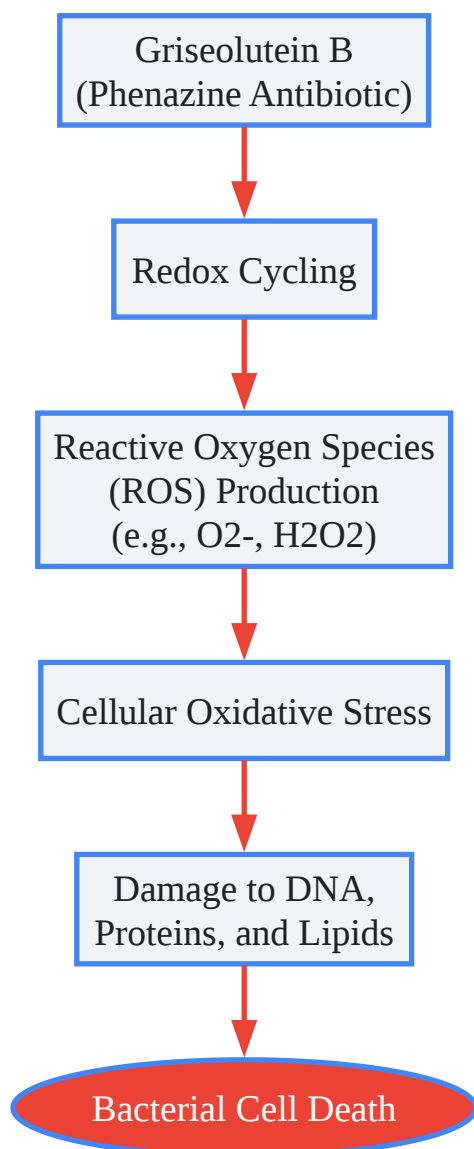 Griseolutein B
(Phenazine Antibiotic)
Redox Cycling
Reactive Oxygen Species
(ROS) Production
(e.g., O2-, H2O2)
Cellular Oxidative Stress
Damage to DNA,
Proteins, and Lipids
Bacterial Cell Death